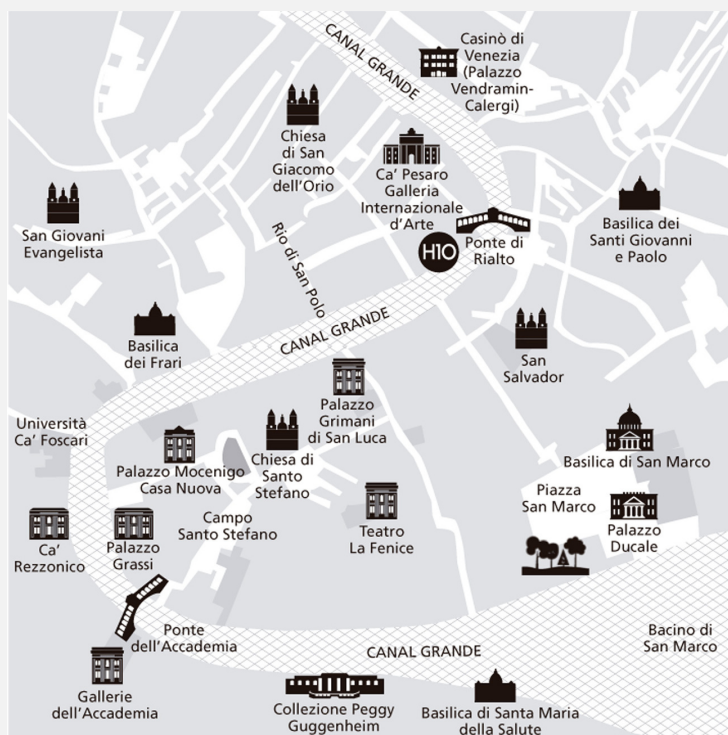 CANAL GRANDE
Casinò di
Venezia
(Palazzo
Vendramin-
Calergi)
Chiesa
di San
Giacomo
dell'Orio
Ca' Pesaro
Galleria
Internazionale
d'Arte
San Giovani
Evangelista
Basilica dei
Santi Giovanni
e Paolo
Rio di San Polo
H10
Ponte di
Rialto
CANAL GRANDE
Basilica
dei Frari
San
Salvador
Palazzo
Grimani
di San Luca
Università
Ca' Foscari
Palazzo Mocenigo
Casa Nuova
Chiesa di
Santo
Stefano
Basilica di San Marco
Piazza
San Marco
Campo
Santo Stefano
Teatro
La Fenice
Palazzo
Ducale
Ca'
Rezzonico
Palazzo
Grassi
Ponte
dell'Accademia
Bacino di
San Marco
CANAL GRANDE
Gallerie
dell'Accademia
Collezione Peggy
Guggenheim
Basilica di Santa Maria
della Salute